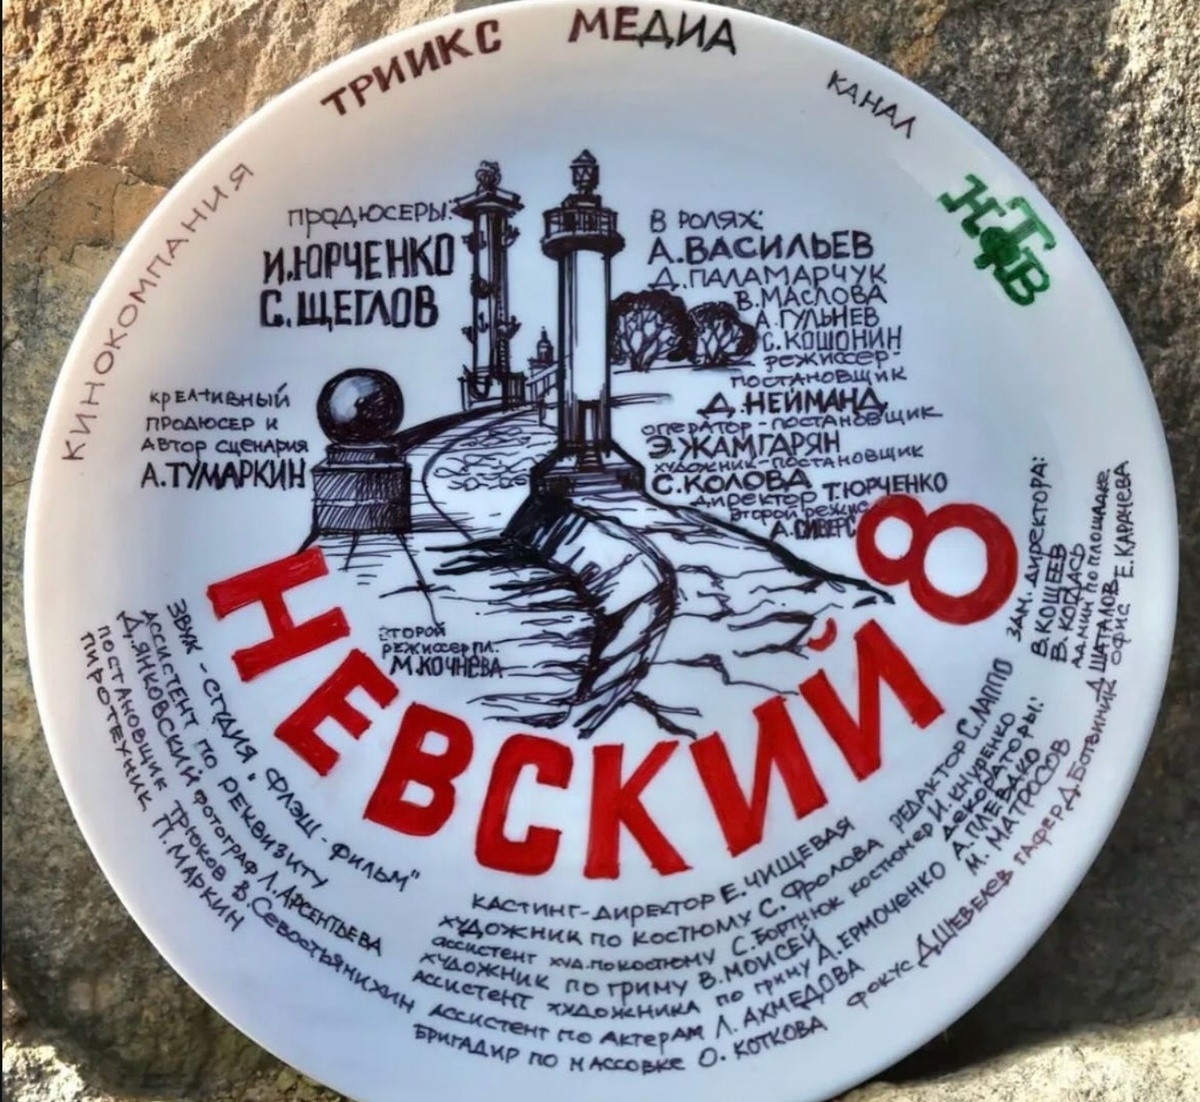 КИНОКОМПАНИЯ ТРИИКС МЕДИА КАНАЛ НТВ
ПРОДЮСЕРЫ:
И.ЮРЧЕНКО
С.ЩЕГЛОВ
КРЕАТИВНЫЙ
ПРОДЮСЕР И
АВТОР СЦЕНАРИЯ
А.ТУМАРКИН
В РОЛЯХ:
А.ВАСИЛЬЕВ
Д.ПАЛАМАРЧУК
В.МАСЛОВА
А.ГУЛЬНЕВ
С.КОШОНИН
РЕЖИССЕР-
ПОСТАНОВЩИК
Д.НЕЙМАНД
ОПЕРАТОР-ПОСТАНОВЩИК
Э.ЖАМГАРЯН
ХУДОЖНИК-ПОСТАНОВЩИК
С.КОЛОВА
ДИРЕКТОР Т.ЮРЧЕНКО
ВТОРОЙ РЕЖИС
А.СИВЕРС
ВТОРОЙ
РЕЖИССЕР ПЛ.
М.КОЧНЕВА
НЕВСКИЙ 8
ЗВУК - СТУДИЯ "ФЛЭШ - ФИЛЬМ"
АССИСТЕНТ ПО РЕКВИЗИТУ
Д.ЯНКОВСКИЙ ФОТОГРАФ Л.АРСЕНТЬЕВА
ПОСТАНОВЩИК ТРЮКОВ В.СЕВОСТЬЯНИХИН
ПИРОТЕХНИК П.МАРКИН
КАСТИНГ-ДИРЕКТОР Е.ЧИЩЕВАЯ
ХУДОЖНИК ПО КОСТЮМУ С.ФРОЛОВА
АССИСТЕНТ ХУД.ПО КОСТЮМУ С.БОРТНЮК КОСТЮМЕР И.КНУРЕНКО
ХУДОЖНИК ПО ГРИМУ В.МОИСЕЙ
АССИСТЕНТ ХУДОЖНИКА ПО ГРИМУ А.ЕРМОЧЕНКО
АССИСТЕНТ ПО АКТЕРАМ Л.АХМЕДОВА
БРИГАДИР ПО МАССОВКЕ О. КОТКОВА
РЕДАКТОР С.ЛАППО
ДЕКОРАТОРЫ:
А.ПЛЕВАКО
М. МАТРОСОВ
ФОКУС Д.ШЕВЕЛЕВ ГАФЕР Д.БОТВИННИК
ЗАМ. ДИРЕКТОРА:
В.КОЩЕЕВ
В.КОГДАСЬ
АДМИН ПО ПЛОЩАДКЕ
Д.ШАТАЛОВ
ОФИС Е.КАРАЧЕВА